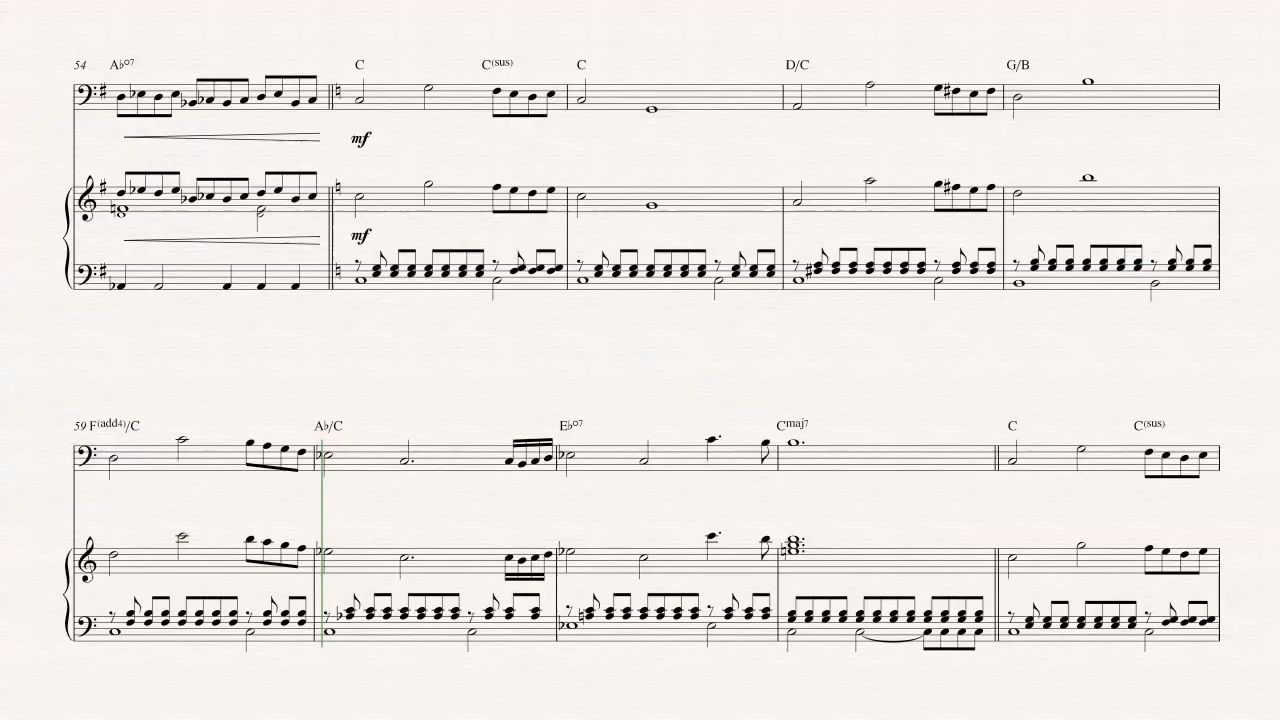 54 A♭o7 C C(sus) C D/C G/B
mf
mf
59 F(add4)/C A♭/C E♭o7 Cmaj7 C C(sus)